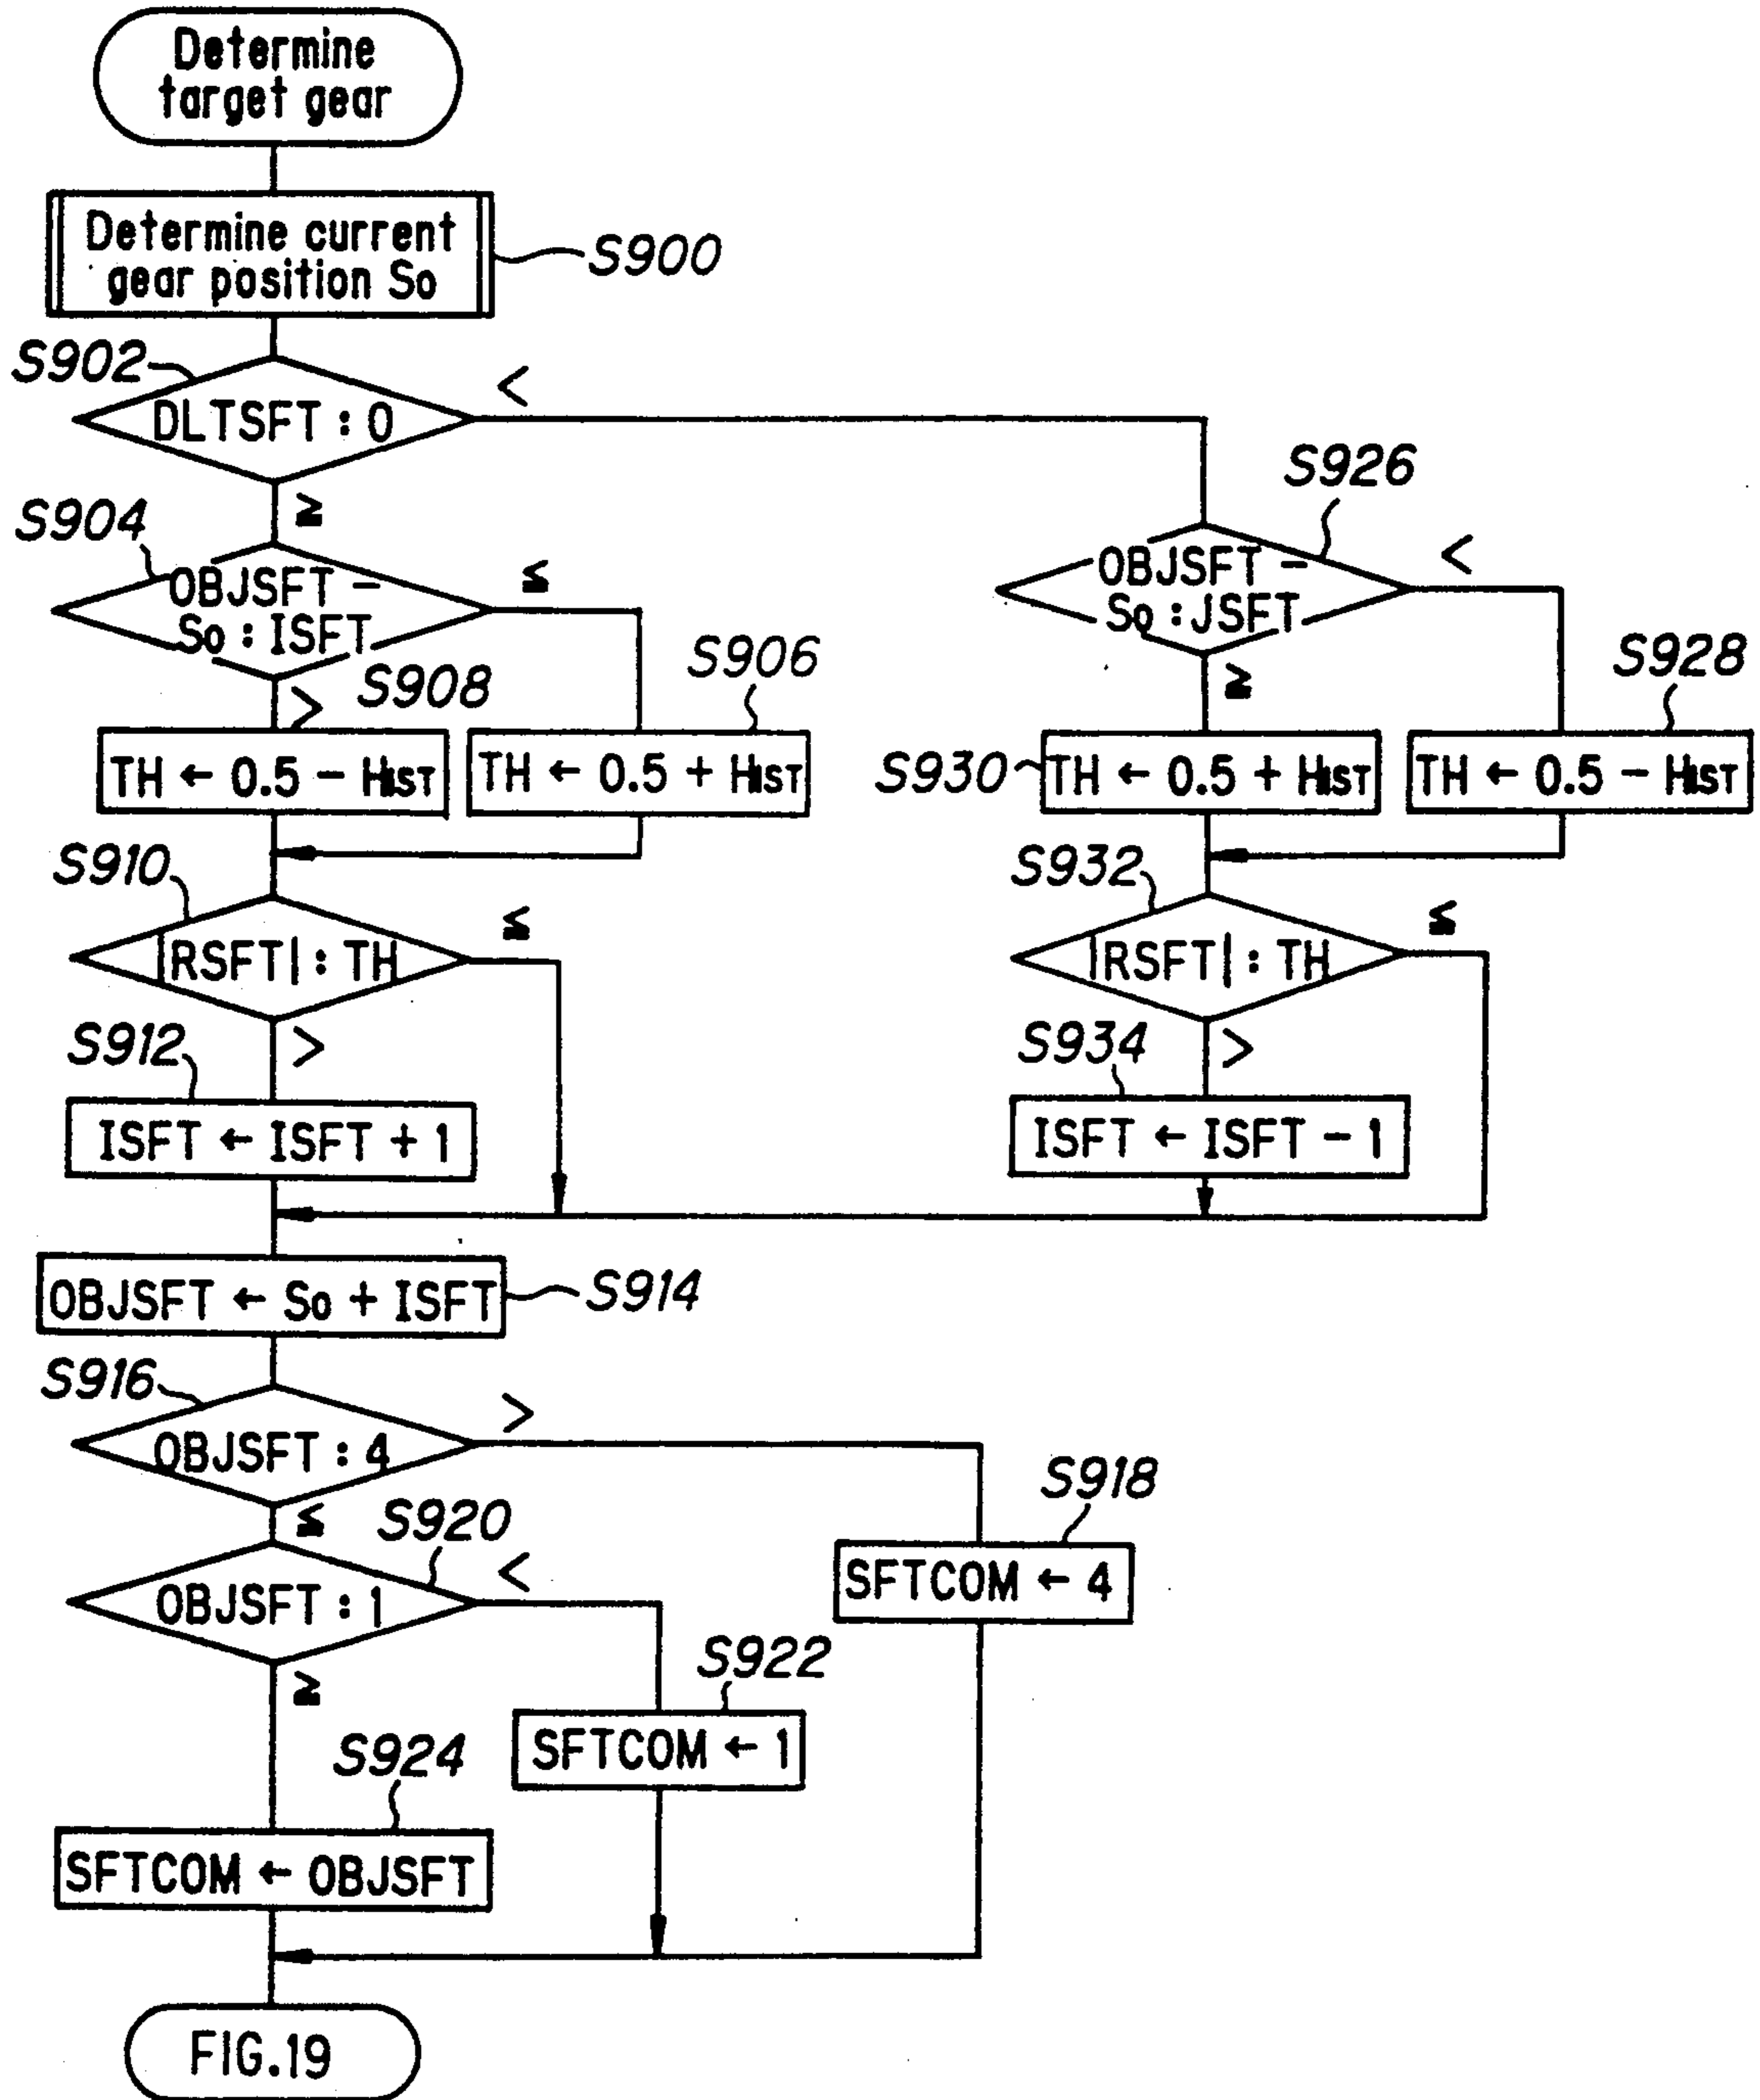 Determine
target gear
Determine current
gear position So
S900
S902
DLTSFT : 0
<
≧
S904
OBJSFT -
So : ISFT
≦
>
S908
TH ← 0.5 - HIST
S906
TH ← 0.5 + HIST
S926
OBJSFT -
So : JSFT
<
≧
S928
TH ← 0.5 - HIST
S930
TH ← 0.5 + HIST
S910
|RSFT| : TH
≦
>
S932
|RSFT| : TH
≦
>
S912
ISFT ← ISFT + 1
S934
ISFT ← ISFT - 1
OBJSFT ← So + ISFT
S914
S916
OBJSFT : 4
>
≦
S918
SFTCOM ← 4
S920
OBJSFT : 1
<
≧
S922
SFTCOM ← 1
S924
SFTCOM ← OBJSFT
FIG.19